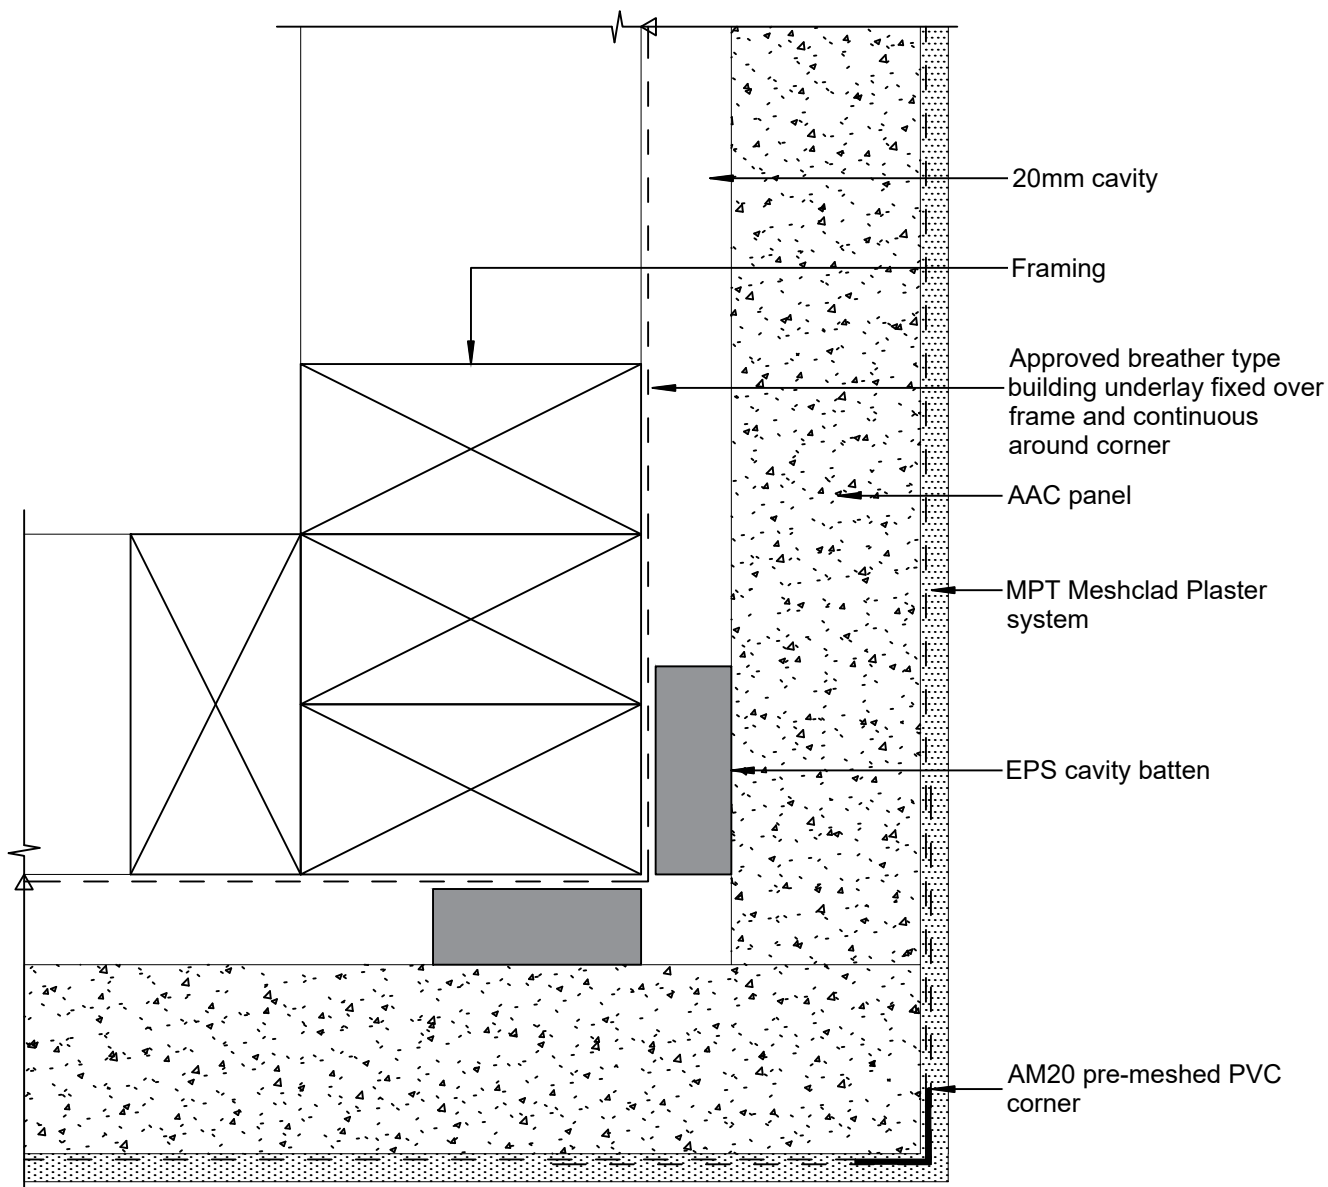 20mm cavity
Framing
Approved breather type
building underlay fixed over
frame and continuous
around corner
AAC panel
MPT Meshclad Plaster
system
EPS cavity batten
AM20 pre-meshed PVC
corner